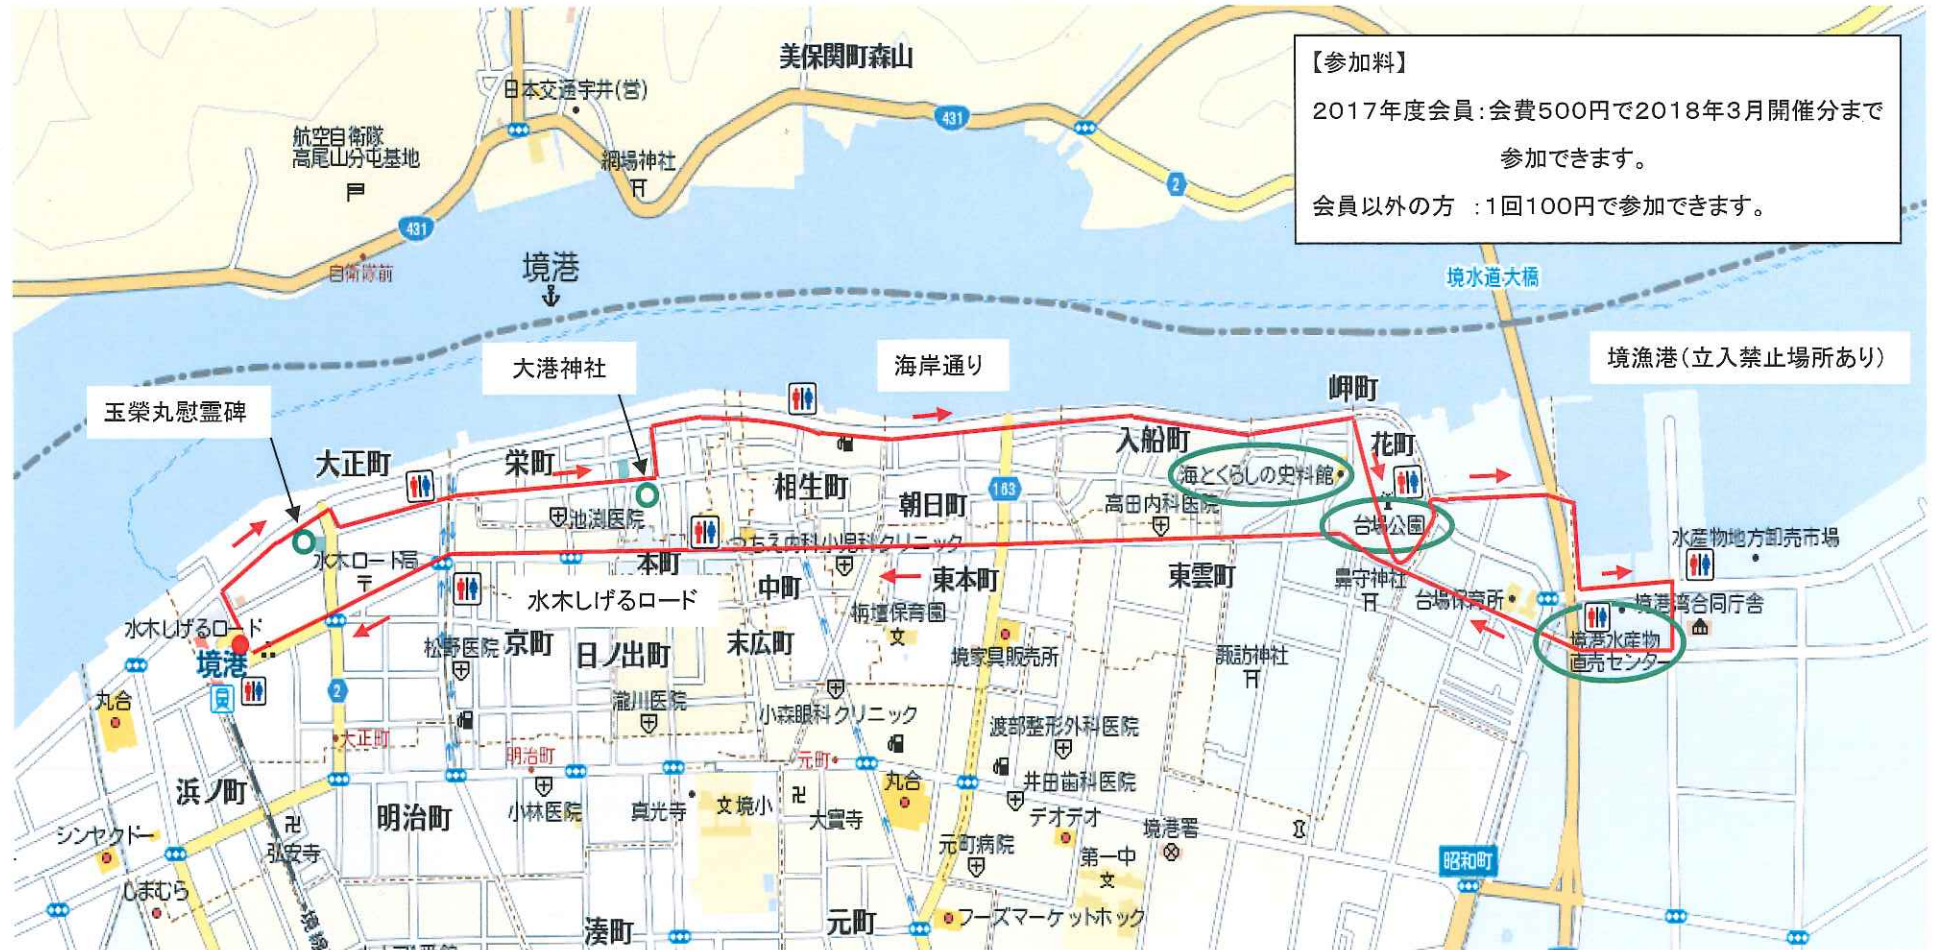 美保関町森山
【参加料】
2017年度会員:会費500円で2018年3月開催分まで
参加できます。
会員以外の方 :1回100円で参加できます。
日本交通宇井(営)
航空自衛隊
高尾山分屯基地
網場神社
431
431
2
自衛隊前
境港
境水道大橋
大港神社
海岸通り
境漁港(立入禁止場所あり)
玉榮丸慰霊碑
岬町
大正町
栄町
入船町
花町
相生町
朝日町
海とくらしの史料館
163
高田内科医院
池渕医院
台場公園
水産物地方卸売市場
水木ロード局
つちえ内科小児科クリニック
本町
中町
東本町
東雲町
台場保育所
境港湾合同庁舎
水木しげるロード
水木しげるロード
境港
松野医院
京町
日ノ出町
末広町
境家具販売所
諏訪神社
境港水産物
直売センター
2
丸合
瀧川医院
小森眼科クリニック
渡部整形外科医院
大正町
明治町
元町
浜ノ町
明治町
小林医院
真光寺
境小
大寶寺
丸合
井田歯科医院
デオデオ
境港署
シンヤクドー
弘安寺
元町病院
第一中
昭和町
しまむら
境線
湊町
元町
フーズマーケットホック